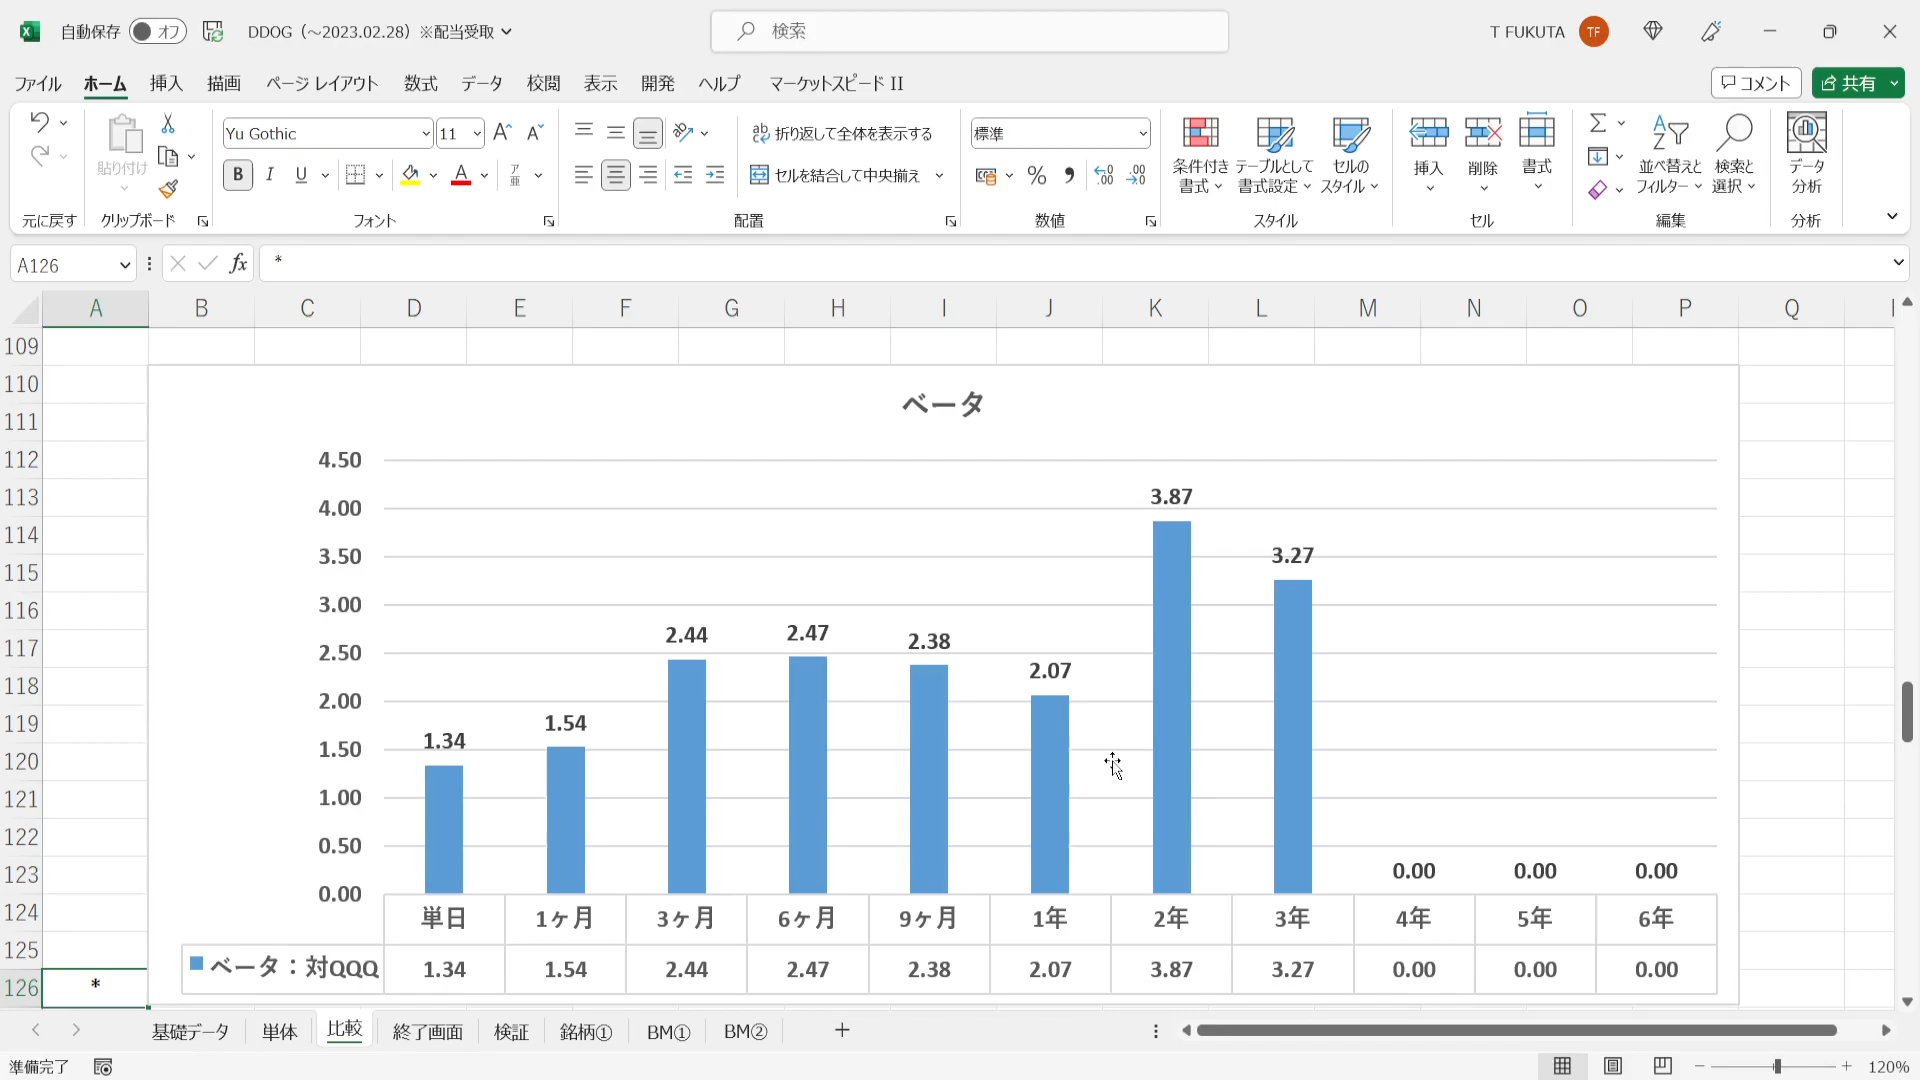 自動保存 オフ DDOG（～2023.02.28）※配当受取 検索 T FUKUTA TF
ファイル ホーム 挿入 描画 ページ レイアウト 数式 データ 校閲 表示 開発 ヘルプ マーケットスピード II コメント 共有
貼り付け Yu Gothic 11 折り返して全体を表示する 標準
B I U セルを結合して中央揃え
条件付き書式 テーブルとして書式設定 セルのスタイル 挿入 削除 書式 並べ替えとフィルター 検索と選択 データ分析
元に戻す クリップボード フォント 配置 数値 スタイル セル 編集 分析
A126 fx *
A B C D E F G H I J K L M N O P Q
109
110
111
112
113
114
115
116
117
118
119
120
121
122
123
124
125
126 *
ベータ
4.50
4.00
3.50
3.00
2.50
2.00
1.50
1.00
0.50
0.00
1.34 1.54 2.44 2.47 2.38 2.07 3.87 3.27 0.00 0.00 0.00
単日 1ヶ月 3ヶ月 6ヶ月 9ヶ月 1年 2年 3年 4年 5年 6年
ベータ：対QQQ 1.34 1.54 2.44 2.47 2.38 2.07 3.87 3.27 0.00 0.00 0.00
基礎データ 単体 比較 終了画面 検証 銘柄① BM① BM②
準備完了 120%